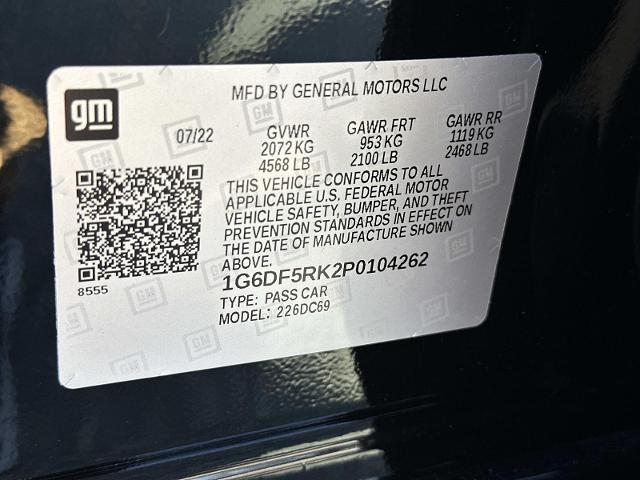 MFD BY GENERAL MOTORS LLC
gm
07/22 GVWR GAWR FRT GAWR RR
2072 KG 953 KG 1119 KG
4568 LB 2100 LB 2468 LB
THIS VEHICLE CONFORMS TO ALL
APPLICABLE U.S. FEDERAL MOTOR
VEHICLE SAFETY, BUMPER, AND THEFT
PREVENTION STANDARDS IN EFFECT ON
THE DATE OF MANUFACTURE SHOWN
ABOVE.
8555
1G6DF5RK2P0104262
TYPE: PASS CAR
MODEL: 226DC69